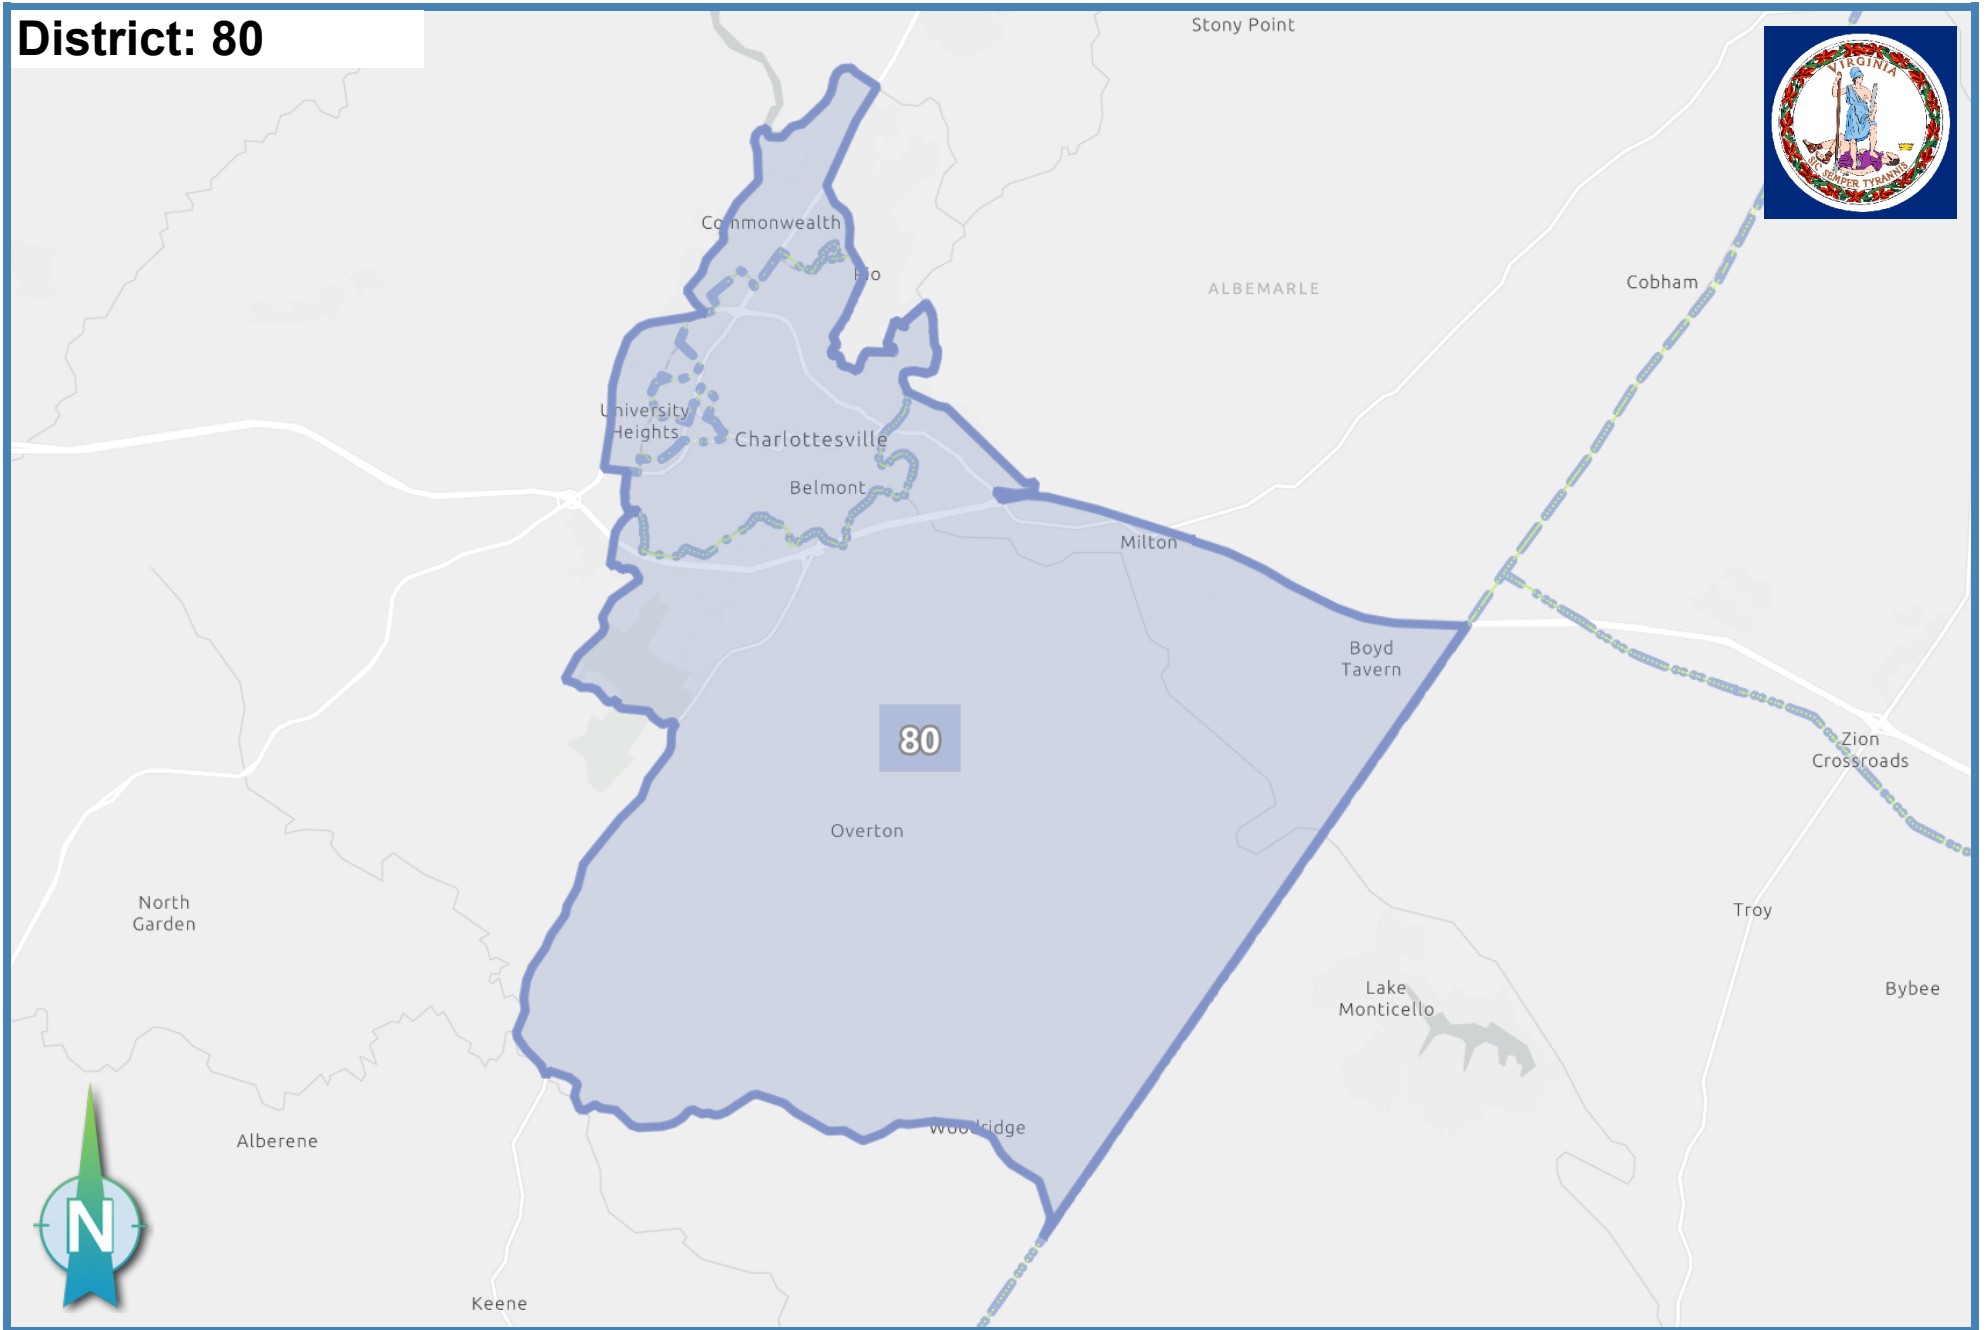 District: 80
Stony Point
VIRGINIA
SIC SEMPER TYRANNIS
Commonwealth
Rio
ALBEMARLE
Cobham
University
Heights
Charlottesville
Belmont
Milton
Boyd
Tavern
80
Zion
Crossroads
Overton
North
Garden
Troy
Lake
Monticello
Bybee
Woodridge
Alberene
N
Keene